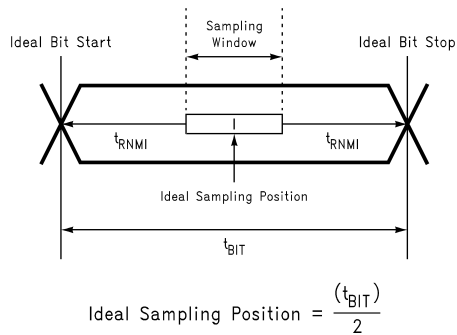 Sampling
Window
Ideal Bit Start
Ideal Bit Stop
tRNMI
tRNMI
Ideal Sampling Position
tBIT
Ideal Sampling Position = (tBIT) / 2